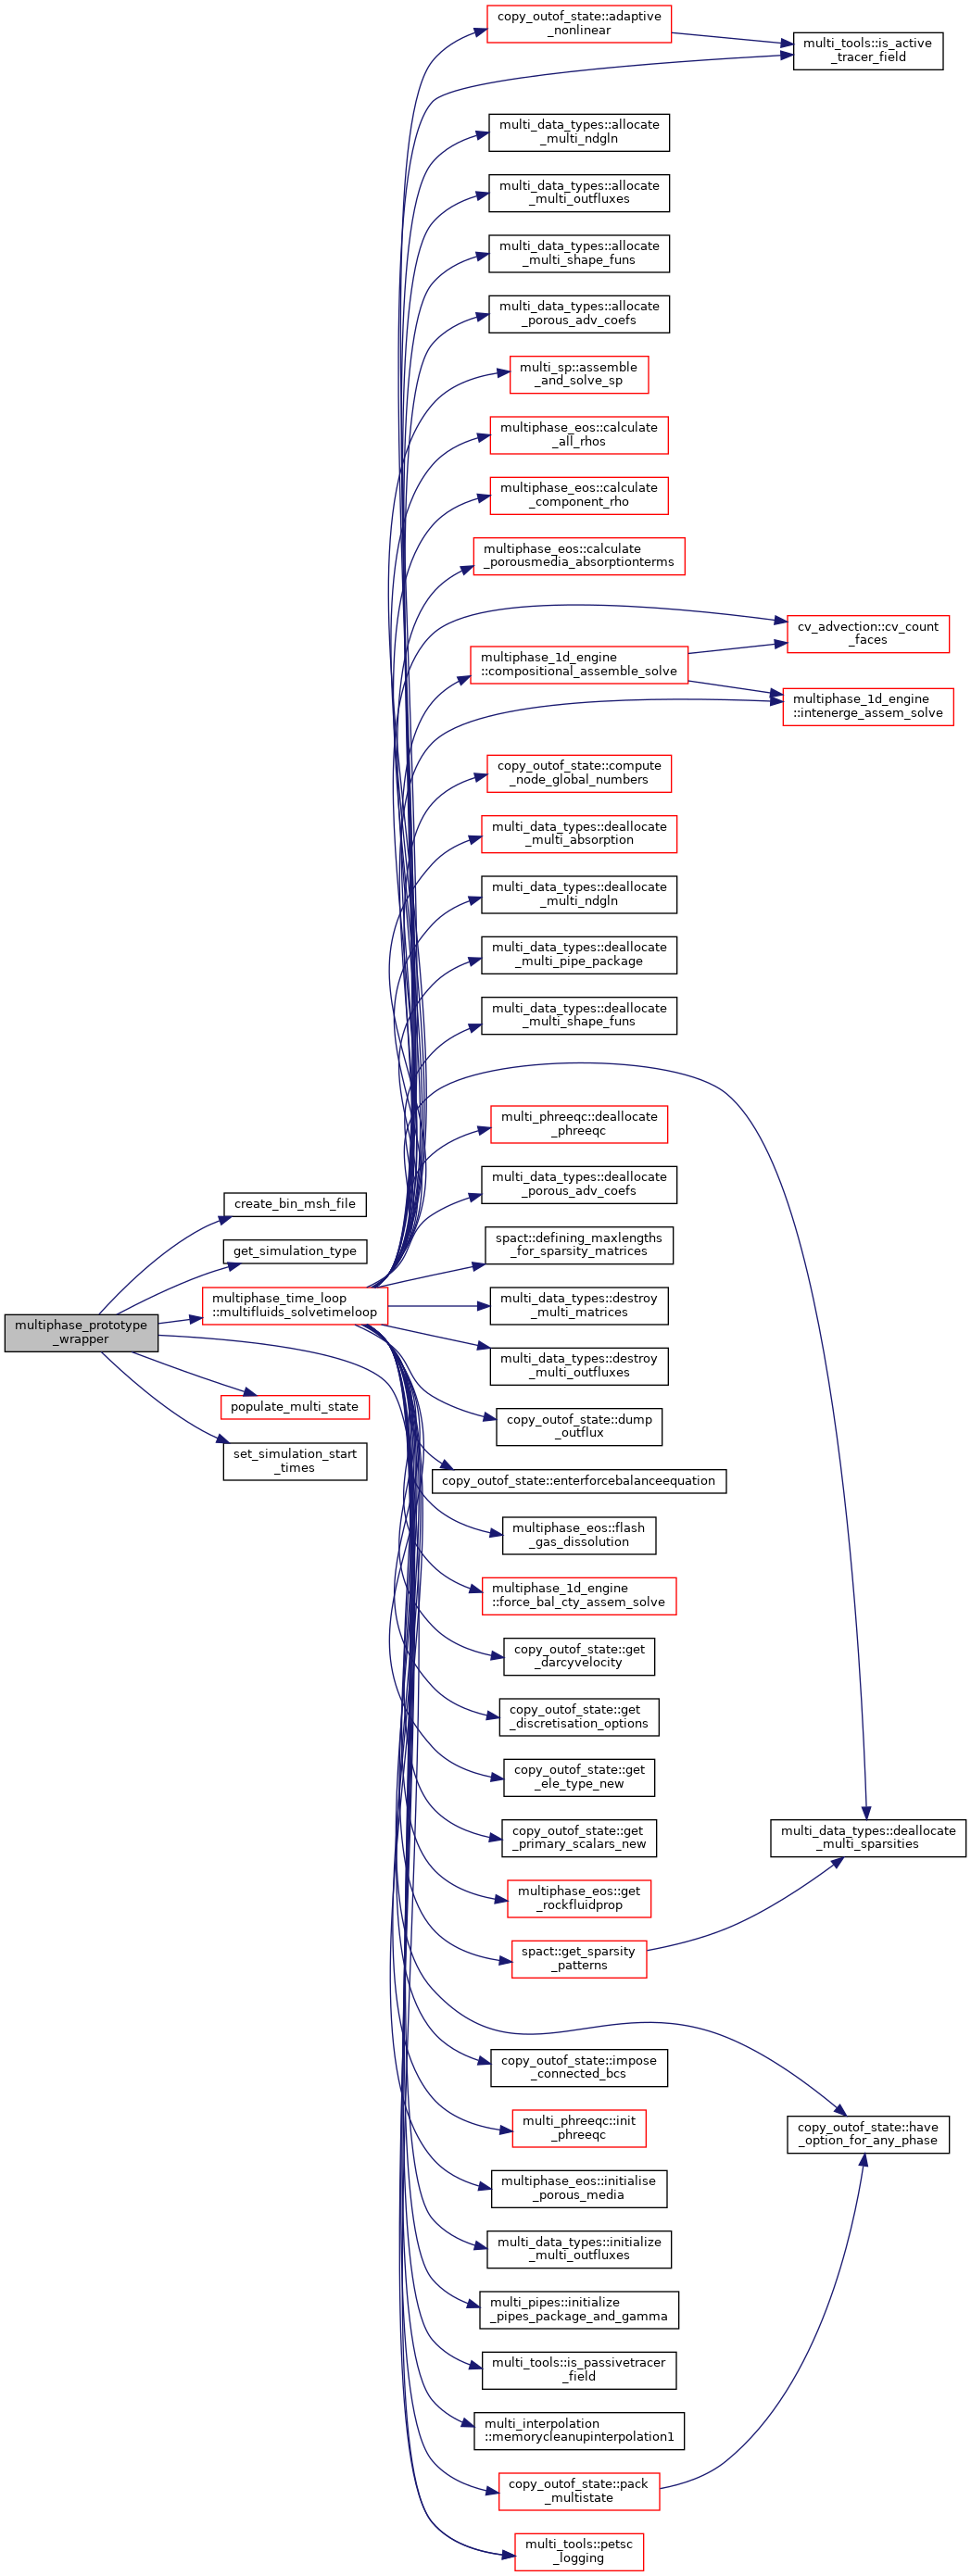 copy_outof_state::adaptive
_nonlinear
multi_tools::is_active
_tracer_field
multi_data_types::allocate
_multi_ndgln
multi_data_types::allocate
_multi_outfluxes
multi_data_types::allocate
_multi_shape_funs
multi_data_types::allocate
_porous_adv_coefs
multi_sp::assemble
_and_solve_sp
multiphase_eos::calculate
_all_rhos
multiphase_eos::calculate
_component_rho
multiphase_eos::calculate
_porousmedia_absorptionterms
cv_advection::cv_count
_faces
multiphase_1d_engine
::compositional_assemble_solve
multiphase_1d_engine
::intenerge_assem_solve
copy_outof_state::compute
_node_global_numbers
multi_data_types::deallocate
_multi_absorption
multi_data_types::deallocate
_multi_ndgln
multi_data_types::deallocate
_multi_pipe_package
multi_data_types::deallocate
_multi_shape_funs
multi_phreeqc::deallocate
_phreeqc
multi_data_types::deallocate
_porous_adv_coefs
create_bin_msh_file
spact::defining_maxlengths
_for_sparsity_matrices
get_simulation_type
multiphase_time_loop
::multifluids_solvetimeloop
multi_data_types::destroy
_multi_matrices
multiphase_prototype
_wrapper
multi_data_types::destroy
_multi_outfluxes
populate_multi_state
copy_outof_state::dump
_outflux
set_simulation_start
_times
copy_outof_state::enterforcebalanceequation
multiphase_eos::flash
_gas_dissolution
multiphase_1d_engine
::force_bal_cty_assem_solve
copy_outof_state::get
_darcyvelocity
copy_outof_state::get
_discretisation_options
copy_outof_state::get
_ele_type_new
copy_outof_state::get
_primary_scalars_new
multi_data_types::deallocate
_multi_sparsities
multiphase_eos::get
_rockfluidprop
spact::get_sparsity
_patterns
copy_outof_state::impose
_connected_bcs
multi_phreeqc::init
_phreeqc
copy_outof_state::have
_option_for_any_phase
multiphase_eos::initialise
_porous_media
multi_data_types::initialize
_multi_outfluxes
multi_pipes::initialize
_pipes_package_and_gamma
multi_tools::is_passivetracer
_field
multi_interpolation
::memorycleanupinterpolation1
copy_outof_state::pack
_multistate
multi_tools::petsc
_logging